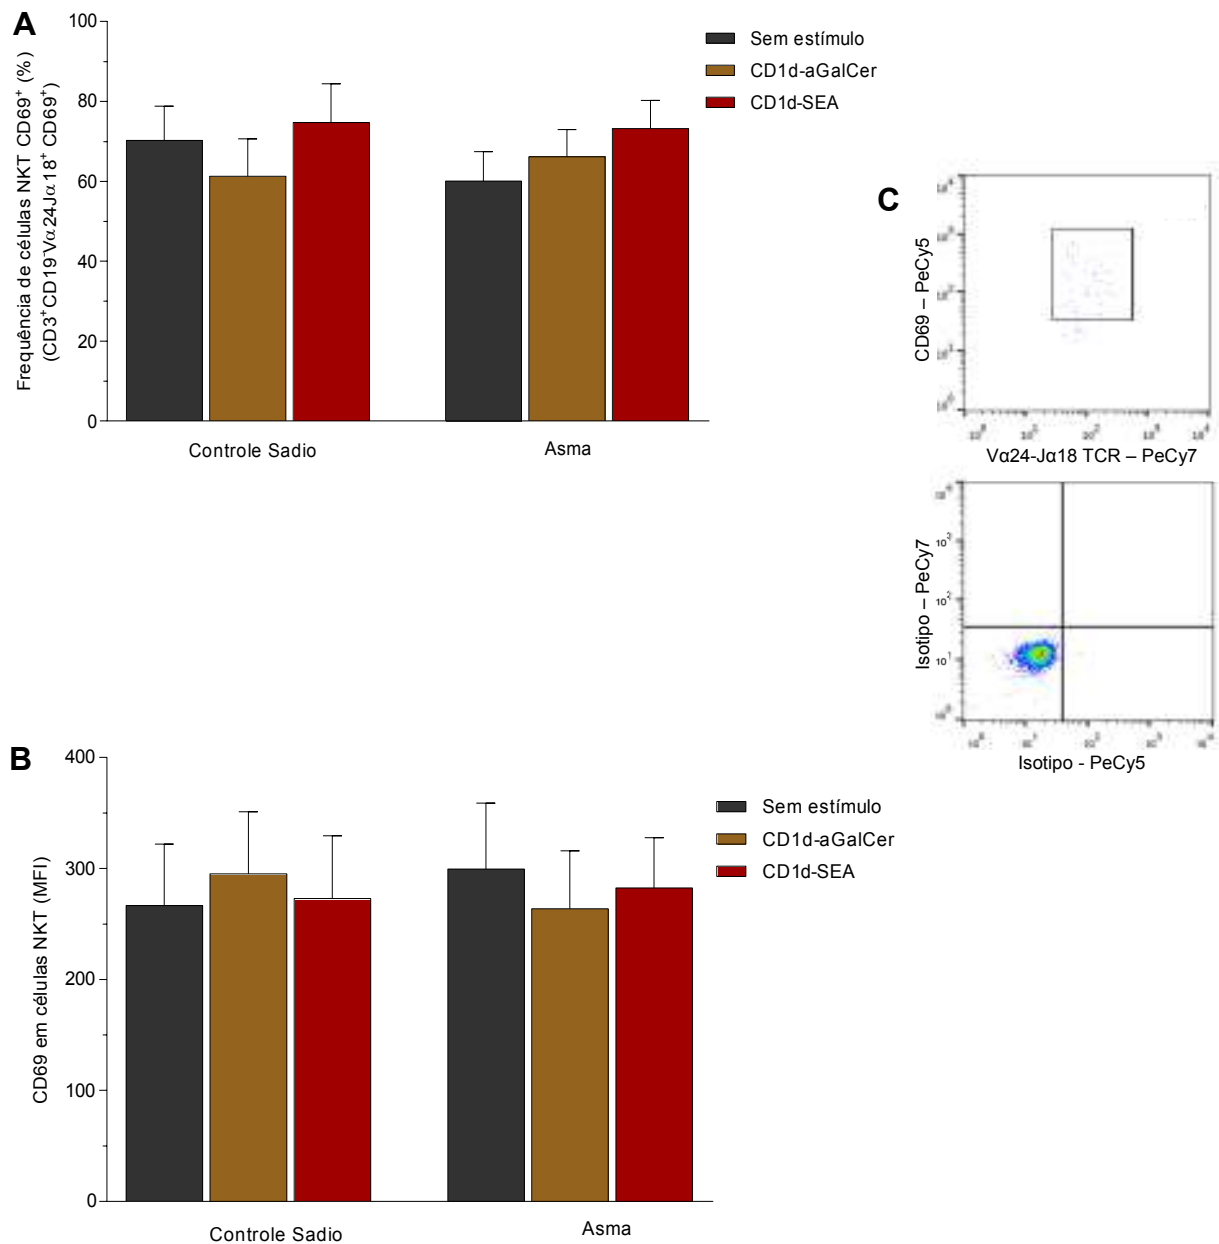 A
100
80
60
40
20
0
Frequência de células NKT CD69⁺ (%)
(CD3⁺CD19⁻Vα24Jα18⁺ CD69⁺)
Sem estímulo
CD1d-aGalCer
CD1d-SEA
Controle Sadio
Asma
C
CD69 – PeCy5
Vα24-Jα18 TCR – PeCy7
Isotipo – PeCy7
10²
10¹
Isotipo - PeCy5
B
400
300
200
100
0
CD69 em células NKT (MFI)
Sem estímulo
CD1d-aGalCer
CD1d-SEA
Controle Sadio
Asma